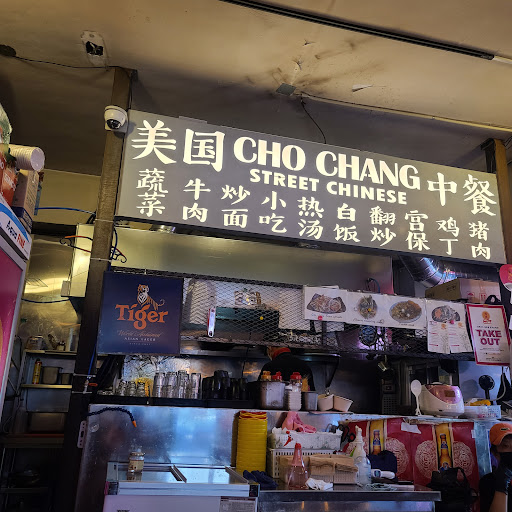 美国 CHO CHANG 中餐
STREET CHINESE
蔬菜 牛肉 炒面 小吃 热汤 白饭 翻炒 宫保 鸡丁 猪肉
Tiger
TAKE OUT